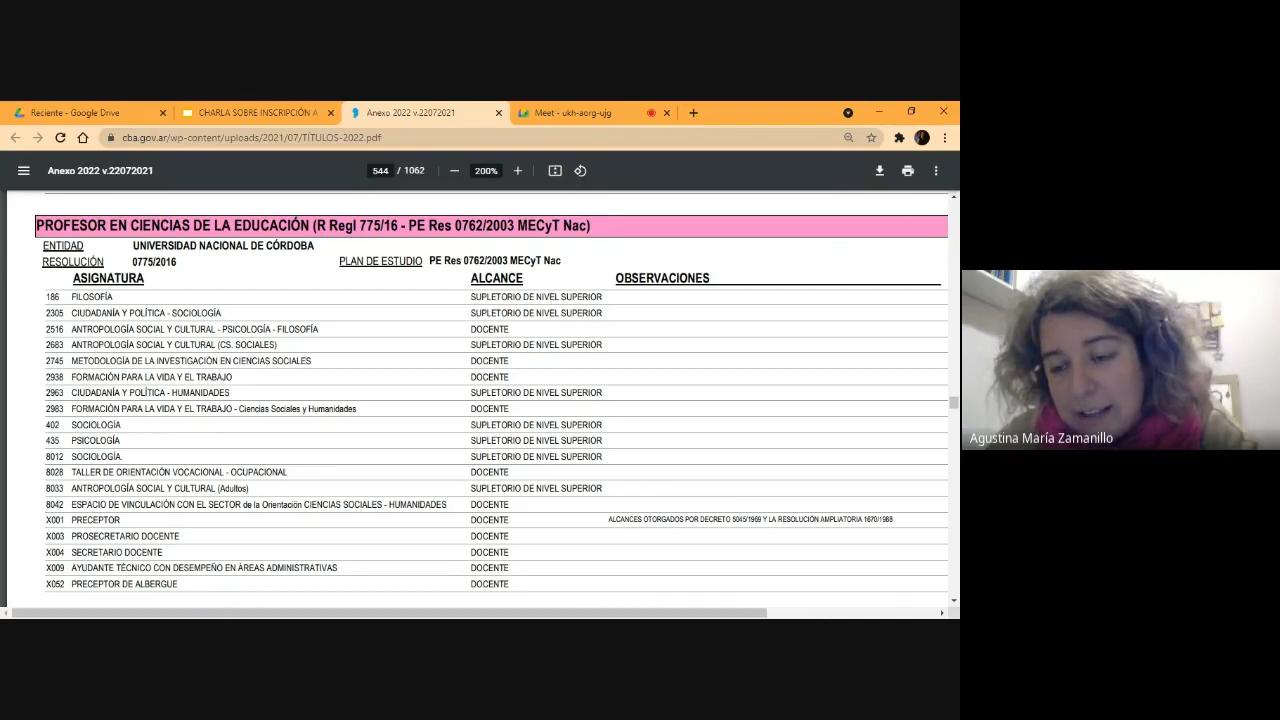 Reciente - Google Drive
CHARLA SOBRE INSCRIPCIÓN A
Anexo 2022 v.22072021
Meet - ukh-aorg-ujg
cba.gov.ar/wp-content/uploads/2021/07/TÍTULOS-2022.pdf
Anexo 2022 v.22072021
544 / 1062
200%
PROFESOR EN CIENCIAS DE LA EDUCACIÓN (R Regl 775/16 - PE Res 0762/2003 MECyT Nac)
ENTIDAD UNIVERSIDAD NACIONAL DE CÓRDOBA
RESOLUCIÓN 0775/2016 PLAN DE ESTUDIO PE Res 0762/2003 MECyT Nac
ASIGNATURA ALCANCE OBSERVACIONES
186 FILOSOFÍA SUPLETORIO DE NIVEL SUPERIOR
2305 CIUDADANÍA Y POLÍTICA - SOCIOLOGÍA SUPLETORIO DE NIVEL SUPERIOR
2516 ANTROPOLOGÍA SOCIAL Y CULTURAL - PSICOLOGÍA - FILOSOFÍA DOCENTE
2683 ANTROPOLOGÍA SOCIAL Y CULTURAL (CS. SOCIALES) SUPLETORIO DE NIVEL SUPERIOR
2745 METODOLOGÍA DE LA INVESTIGACIÓN EN CIENCIAS SOCIALES DOCENTE
2938 FORMACIÓN PARA LA VIDA Y EL TRABAJO DOCENTE
2963 CIUDADANÍA Y POLÍTICA - HUMANIDADES SUPLETORIO DE NIVEL SUPERIOR
2983 FORMACIÓN PARA LA VIDA Y EL TRABAJO - Ciencias Sociales y Humanidades DOCENTE
402 SOCIOLOGÍA SUPLETORIO DE NIVEL SUPERIOR
435 PSICOLOGÍA SUPLETORIO DE NIVEL SUPERIOR
8012 SOCIOLOGÍA. SUPLETORIO DE NIVEL SUPERIOR
8028 TALLER DE ORIENTACIÓN VOCACIONAL - OCUPACIONAL DOCENTE
8033 ANTROPOLOGÍA SOCIAL Y CULTURAL (Adultos) SUPLETORIO DE NIVEL SUPERIOR
8042 ESPACIO DE VINCULACIÓN CON EL SECTOR de la Orientación CIENCIAS SOCIALES - HUMANIDADES DOCENTE
X001 PRECEPTOR DOCENTE ALCANCES OTORGADOS POR DECRETO 5045/1969 Y LA RESOLUCIÓN AMPLIATORIA 1670/1988
X003 PROSECRETARIO DOCENTE DOCENTE
X004 SECRETARIO DOCENTE DOCENTE
X009 AYUDANTE TÉCNICO CON DESEMPEÑO EN ÁREAS ADMINISTRATIVAS DOCENTE
X052 PRECEPTOR DE ALBERGUE DOCENTE
Agustina María Zamanillo